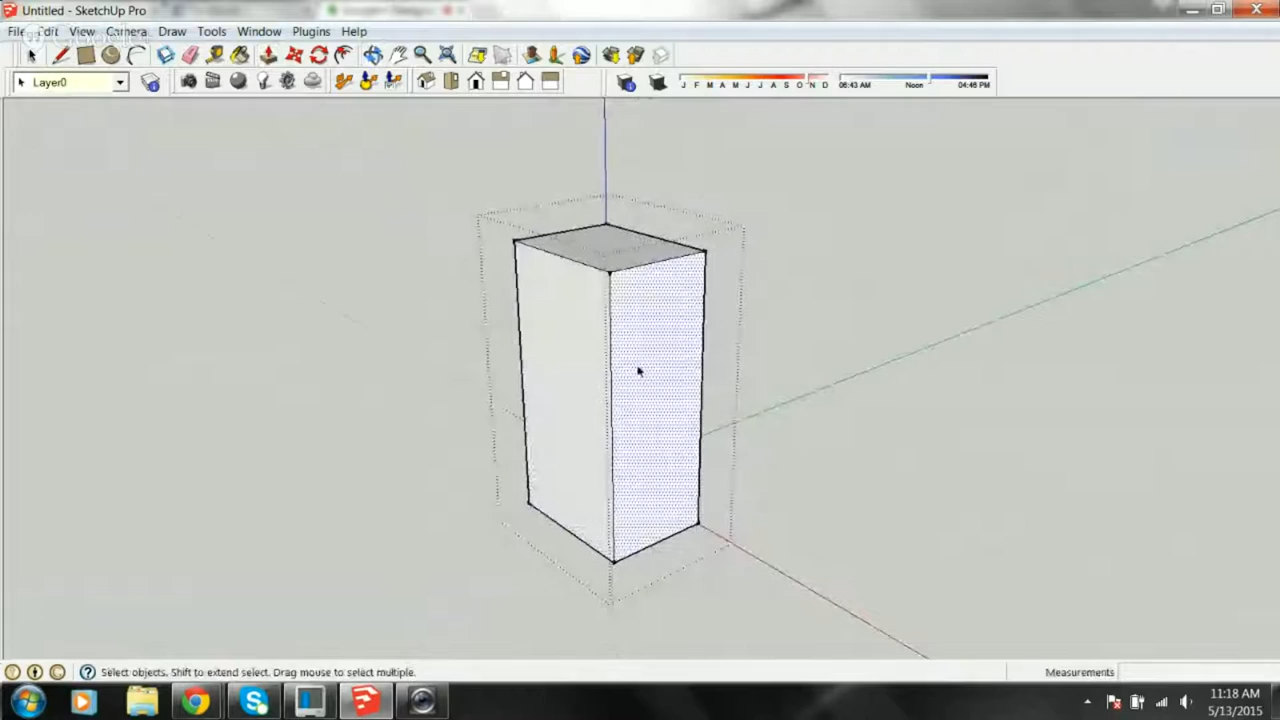 Untitled - SketchUp Pro
File Edit View Camera Draw Tools Window Plugins Help
Layer0
J F M A M J J A S O N D 06:43 AM Noon 04:46 PM
Select objects. Shift to extend select. Drag mouse to select multiple.
Measurements
11:18 AM
5/13/2015